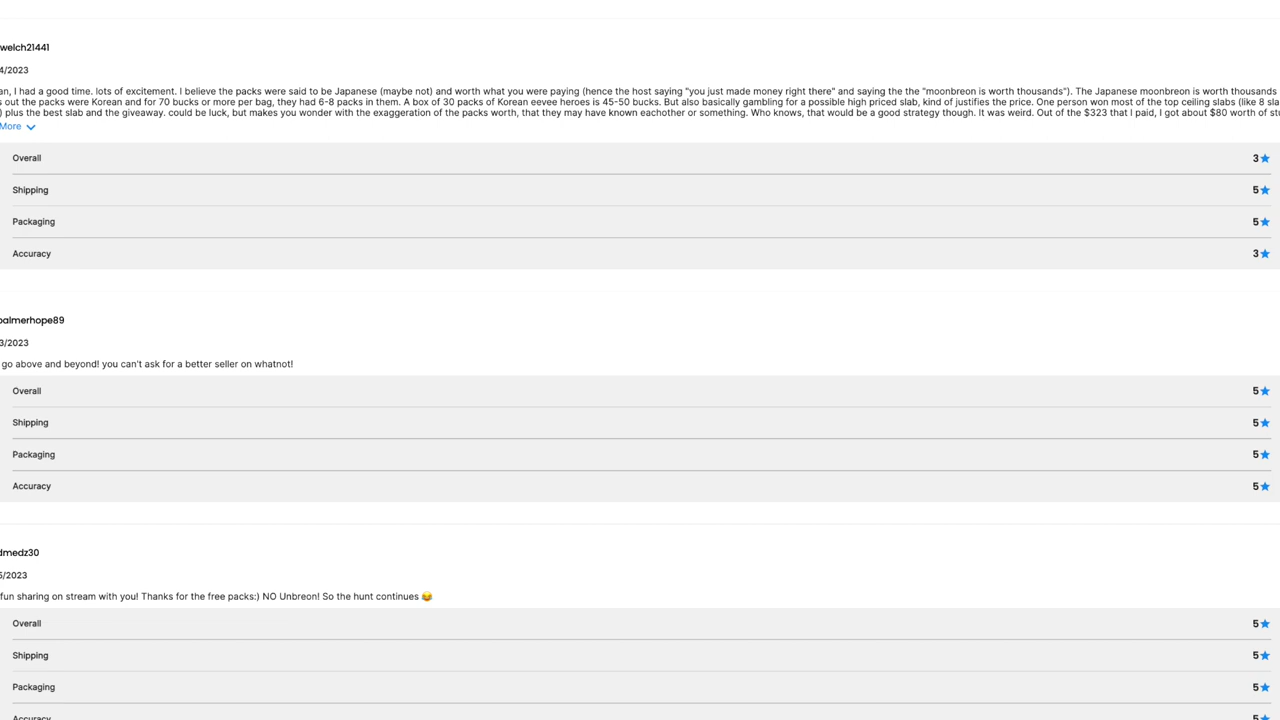 welch21441
4/2023
an, I had a good time. lots of excitement. I believe the packs were said to be Japanese (maybe not) and worth what you were paying (hence the host saying "you just made money right there" and saying the the "moonbreon is worth thousands"). The Japanese moonbreon is worth thousands
s out the packs were Korean and for 70 bucks or more per bag, they had 6-8 packs in them. A box of 30 packs of Korean eevee heroes is 45-50 bucks. But also basically gambling for a possible high priced slab, kind of justifies the price. One person won most of the top ceiling slabs (like 8 sla
) plus the best slab and the giveaway. could be luck, but makes you wonder with the exaggeration of the packs worth, that they may have known eachother or something. Who knows, that would be a good strategy though. It was weird. Out of the $323 that I paid, I got about $80 worth of stu
More
Overall 3★
Shipping 5★
Packaging 5★
Accuracy 3★
palmerhope89
3/2023
go above and beyond! you can't ask for a better seller on whatnot!
Overall 5★
Shipping 5★
Packaging 5★
Accuracy 5★
dmedz30
5/2023
fun sharing on stream with you! Thanks for the free packs:) NO Unbreon! So the hunt continues 😂
Overall 5★
Shipping 5★
Packaging 5★
Accuracy 5★